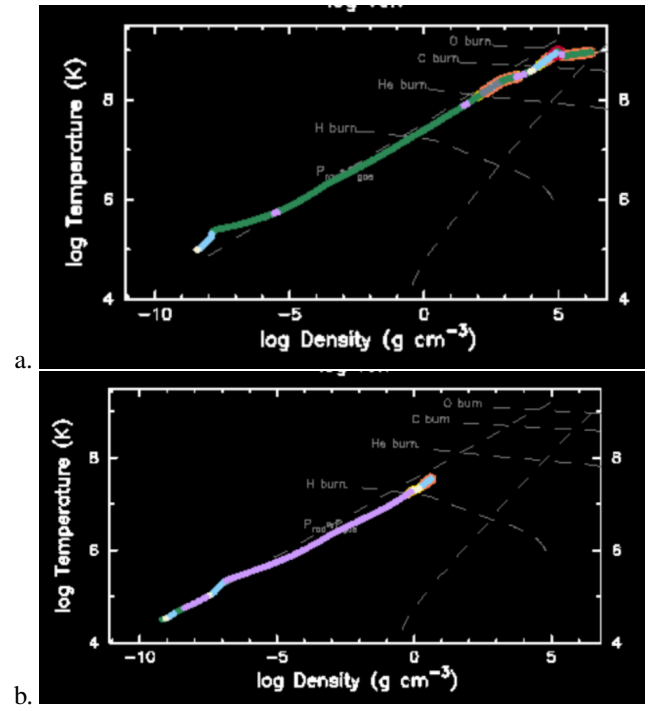 O burn
C burn
He burn
8
8
H burn
6
6
4
4
-10
-5
0
5
log Temperature (K)
log Density (g cm⁻³)
a.
O burn
C burn
He burn
8
8
H burn
6
6
4
4
-10
-5
0
5
log Temperature (K)
log Density (g cm⁻³)
b.